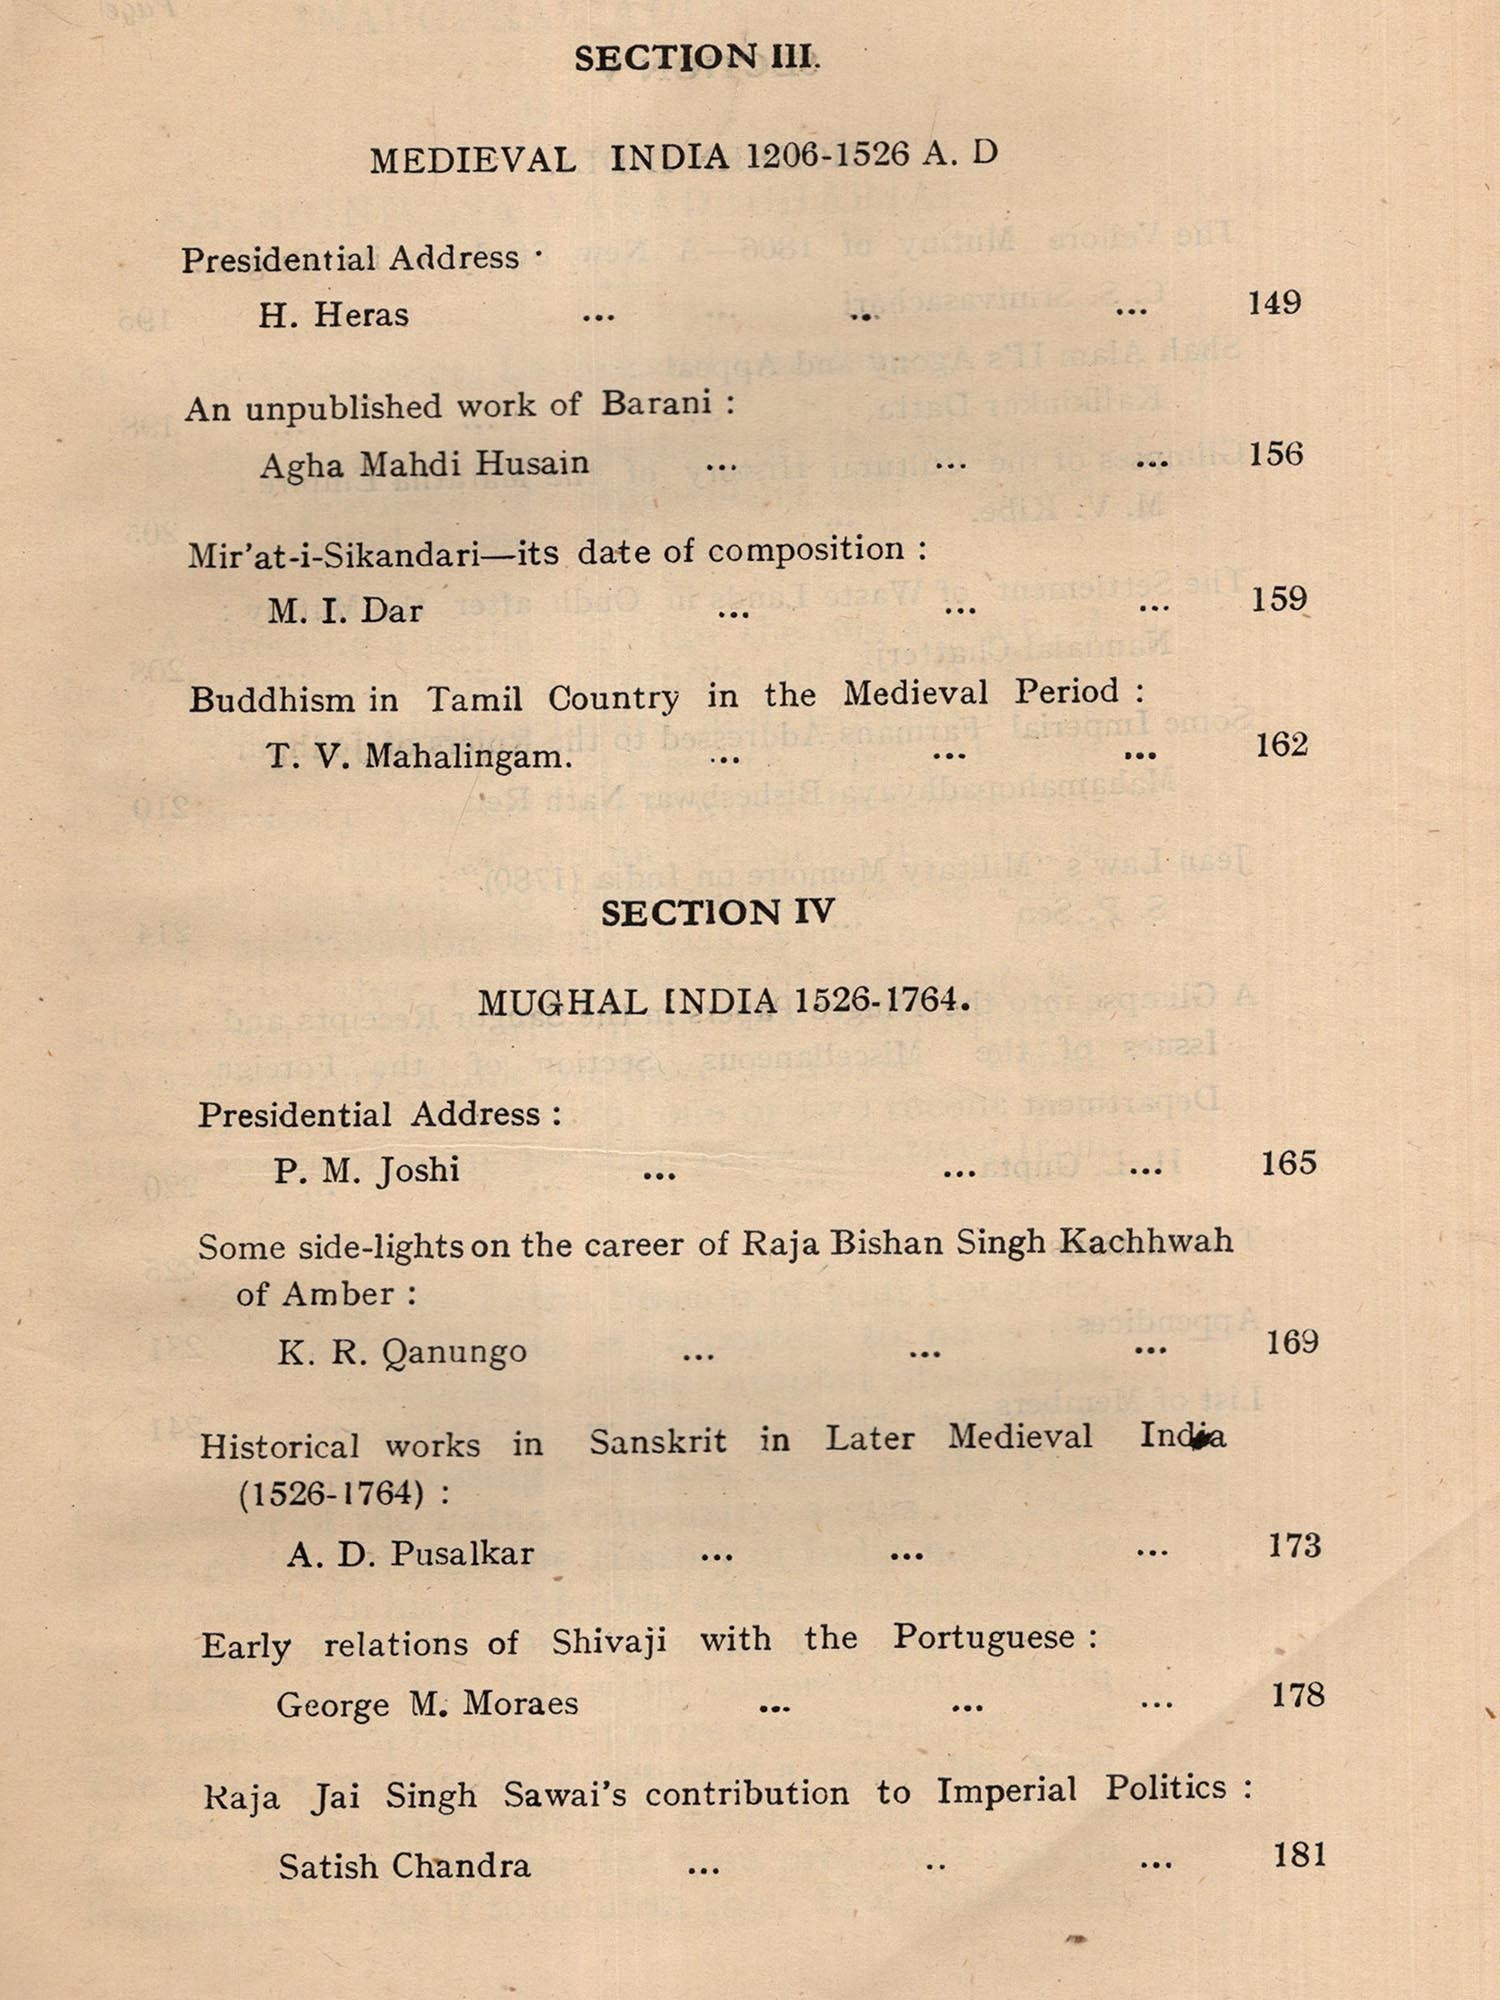 SECTION III.
MEDIEVAL INDIA 1206-1526 A. D
Presidential Address :
H. Heras ... ... ... 149
An unpublished work of Barani :
Agha Mahdi Husain ... ... ... 156
Mir’at-i-Sikandari—its date of composition :
M. I. Dar ... ... ... 159
Buddhism in Tamil Country in the Medieval Period :
T. V. Mahalingam. ... ... ... 162
SECTION IV
MUGHAL INDIA 1526-1764.
Presidential Address :
P. M. Joshi ... ... ... 165
Some side-lights on the career of Raja Bishan Singh Kachhwah
of Amber :
K. R. Qanungo ... ... ... 169
Historical works in Sanskrit in Later Medieval India
(1526-1764) :
A. D. Pusalkar ... ... ... 173
Early relations of Shivaji with the Portuguese :
George M. Moraes ... ... ... 178
Raja Jai Singh Sawai’s contribution to Imperial Politics :
Satish Chandra ... .. ... 181